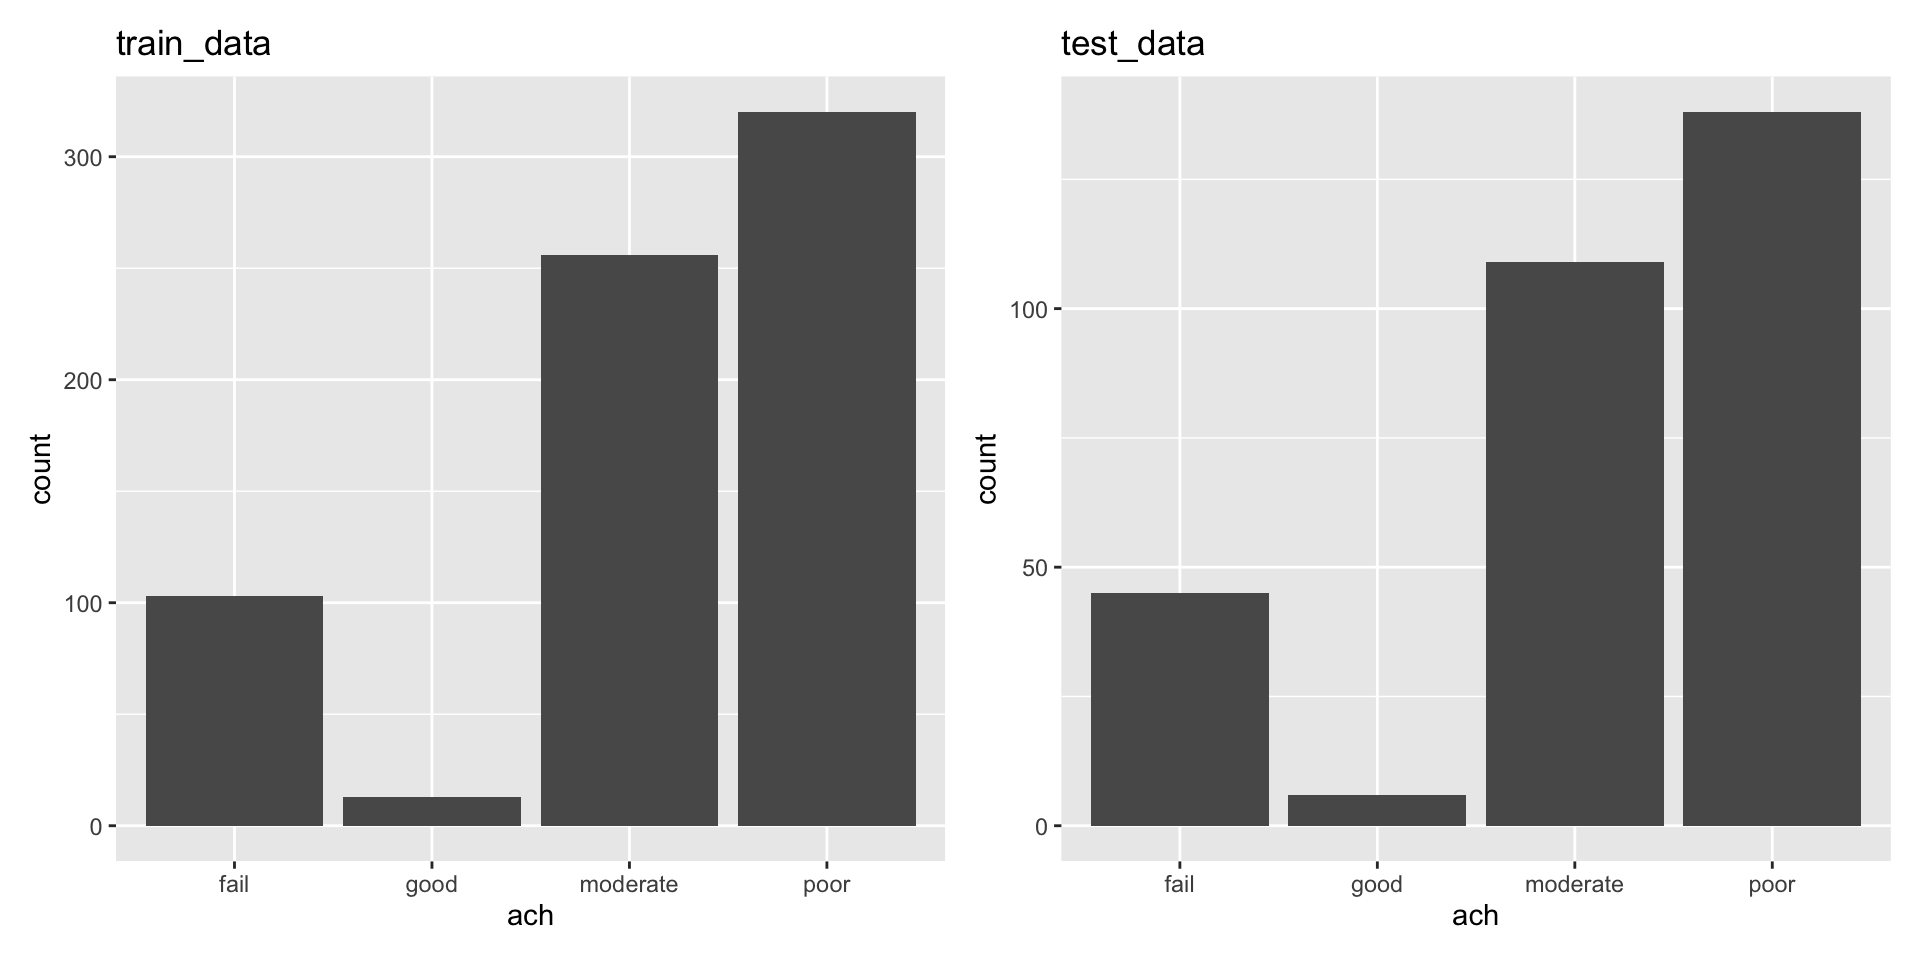 train_data
300
200
100
0
count
fail good moderate poor
ach
test_data
100
50
0
count
fail good moderate poor
ach